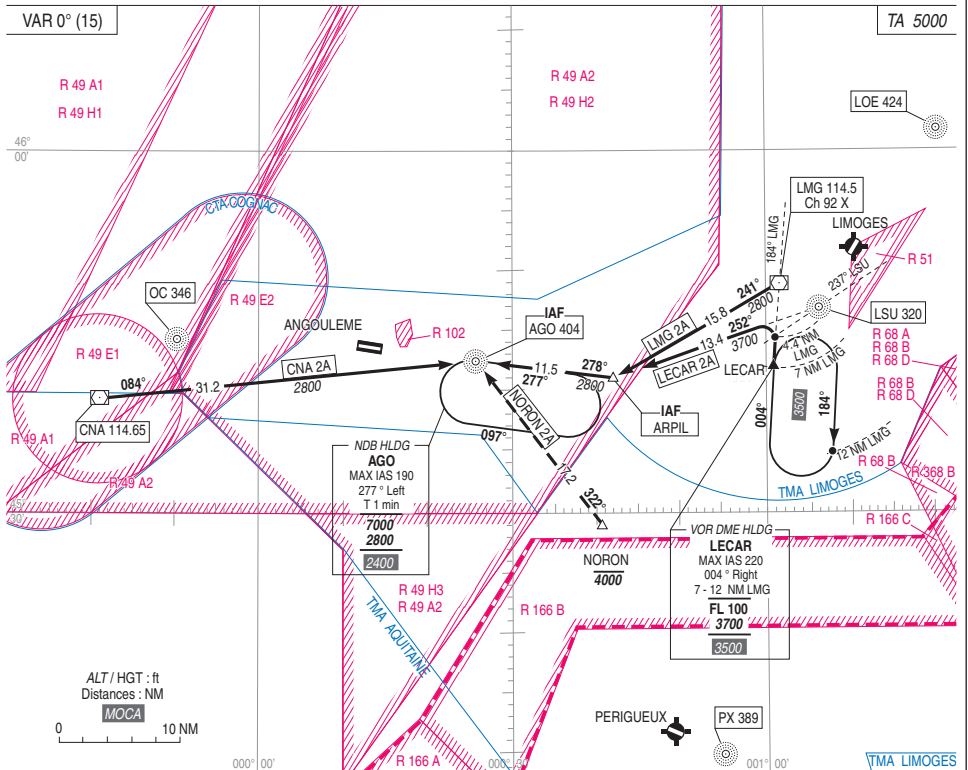 VAR 0° (15)
TA 5000
R 49 A1
R 49 H1
R 49 A2
R 49 H2
LOE 424
46°
00'
CTA COGNAC
LMG 114.5
Ch 92 X
184° LMG
LIMOGES
R 51
237° LSU
OC 346
R 49 E2
ANGOULEME
R 102
IAF
AGO 404
241°
2800
15.8
LMG 2A
252°
13.4
3700
LECAR 2A
LSU 320
4.4 NM
LMG
7 NM LMG
LECAR
R 68 A
R 68 B
R 68 D
R 68 B
R 68 D
R 49 E1
084°
31.2
CNA 2A
2800
11.5
277°
278°
2800
IAF
ARPIL
CNA 114.65
NORON 2A
097°
17.2
322°
004°
3500
184°
12 NM LMG
R 49 A1
R 49 A2
R 68 B
R 368 B
TMA LIMOGES
R 166 C
45°
30'
NDB HLDG
AGO
MAX IAS 190
277 ° Left
T 1 min
7000
2800
2400
NORON
4000
VOR DME HLDG
LECAR
MAX IAS 220
004 ° Right
7 - 12 NM LMG
FL 100
3700
3500
R 49 H3
R 49 A2
R 166 B
TMA AQUITAINE
ALT / HGT : ft
Distances : NM
MOCA
0
10 NM
PERIGUEUX
PX 389
R 166 A
000° 00'
000° 30'
001° 00'
TMA LIMOGES